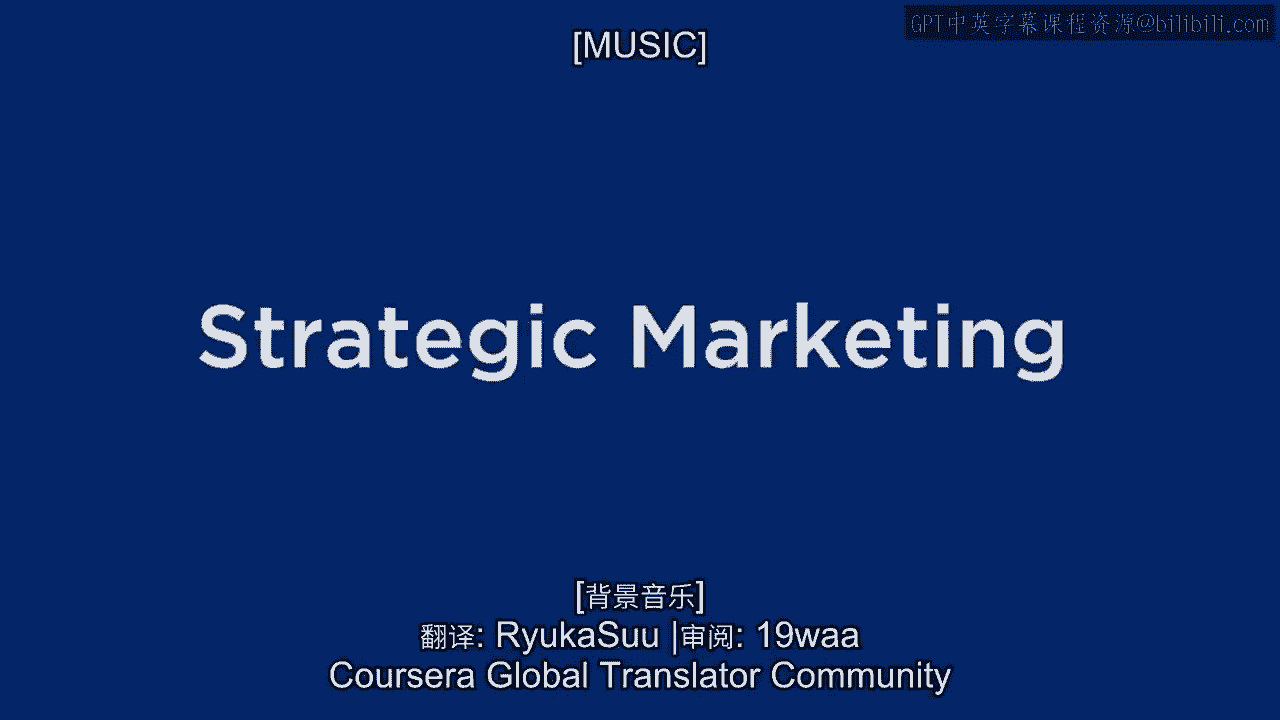 GPT中英字幕课程资源@bilibili.com
[MUSIC]
Strategic Marketing
[背景音乐]
翻译: RyukaSuu |审阅: 19waa
Coursera Global Translator Community